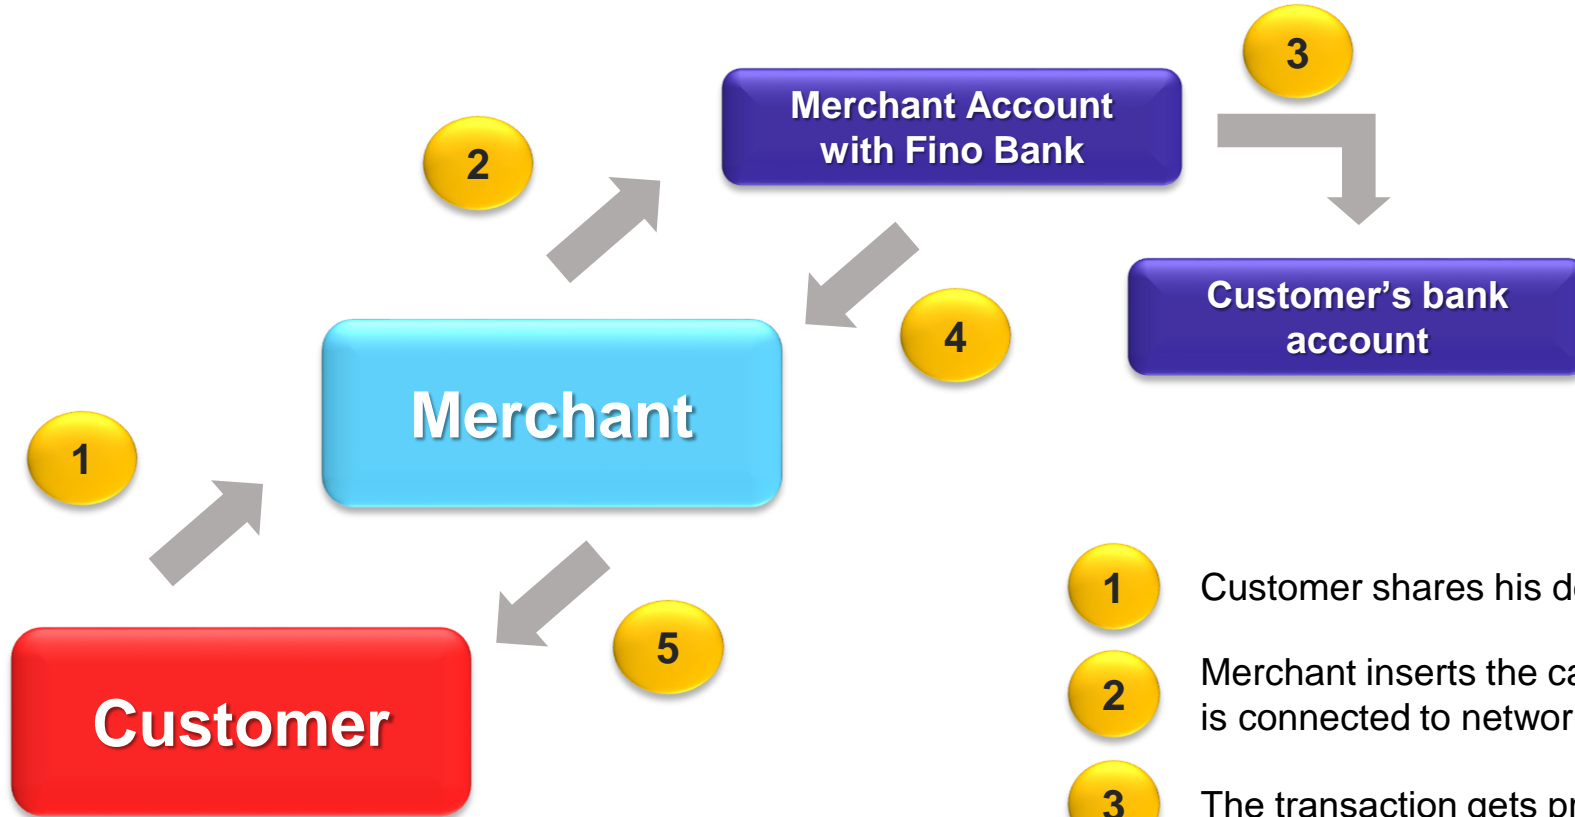 3
Merchant Account
with Fino Bank
2
Customer's bank
account
4
Merchant
1
5
Customer
1 Customer shares his
2 Merchant inserts the
is connected to
3 The transaction gets